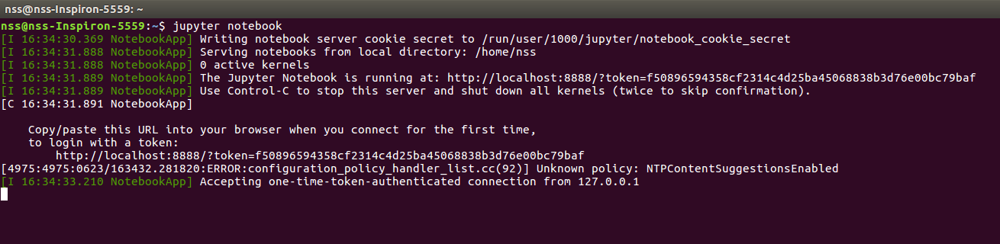 nss@nss-Inspiron-5559: ~
nss@nss-Inspiron-5559:~$ jupyter notebook
[I 16:34:30.369 NotebookApp] Writing notebook server cookie secret to /run/user/1000/jupyter/notebook_cookie_secret
[I 16:34:31.888 NotebookApp] Serving notebooks from local directory: /home/nss
[I 16:34:31.888 NotebookApp] 0 active kernels
[I 16:34:31.889 NotebookApp] The Jupyter Notebook is running at: http://localhost:8888/?token=f50896594358cf2314c4d25ba45068838b3d76e00bc79baf
[I 16:34:31.889 NotebookApp] Use Control-C to stop this server and shut down all kernels (twice to skip confirmation).
[C 16:34:31.891 NotebookApp]
Copy/paste this URL into your browser when you connect for the first time,
to login with a token:
http://localhost:8888/?token=f50896594358cf2314c4d25ba45068838b3d76e00bc79baf
[4975:4975:0623/163432.281820:ERROR:configuration_policy_handler_list.cc(92)] Unknown policy: NTPContentSuggestionsEnabled
[I 16:34:33.210 NotebookApp] Accepting one-time-token-authenticated connection from 127.0.0.1